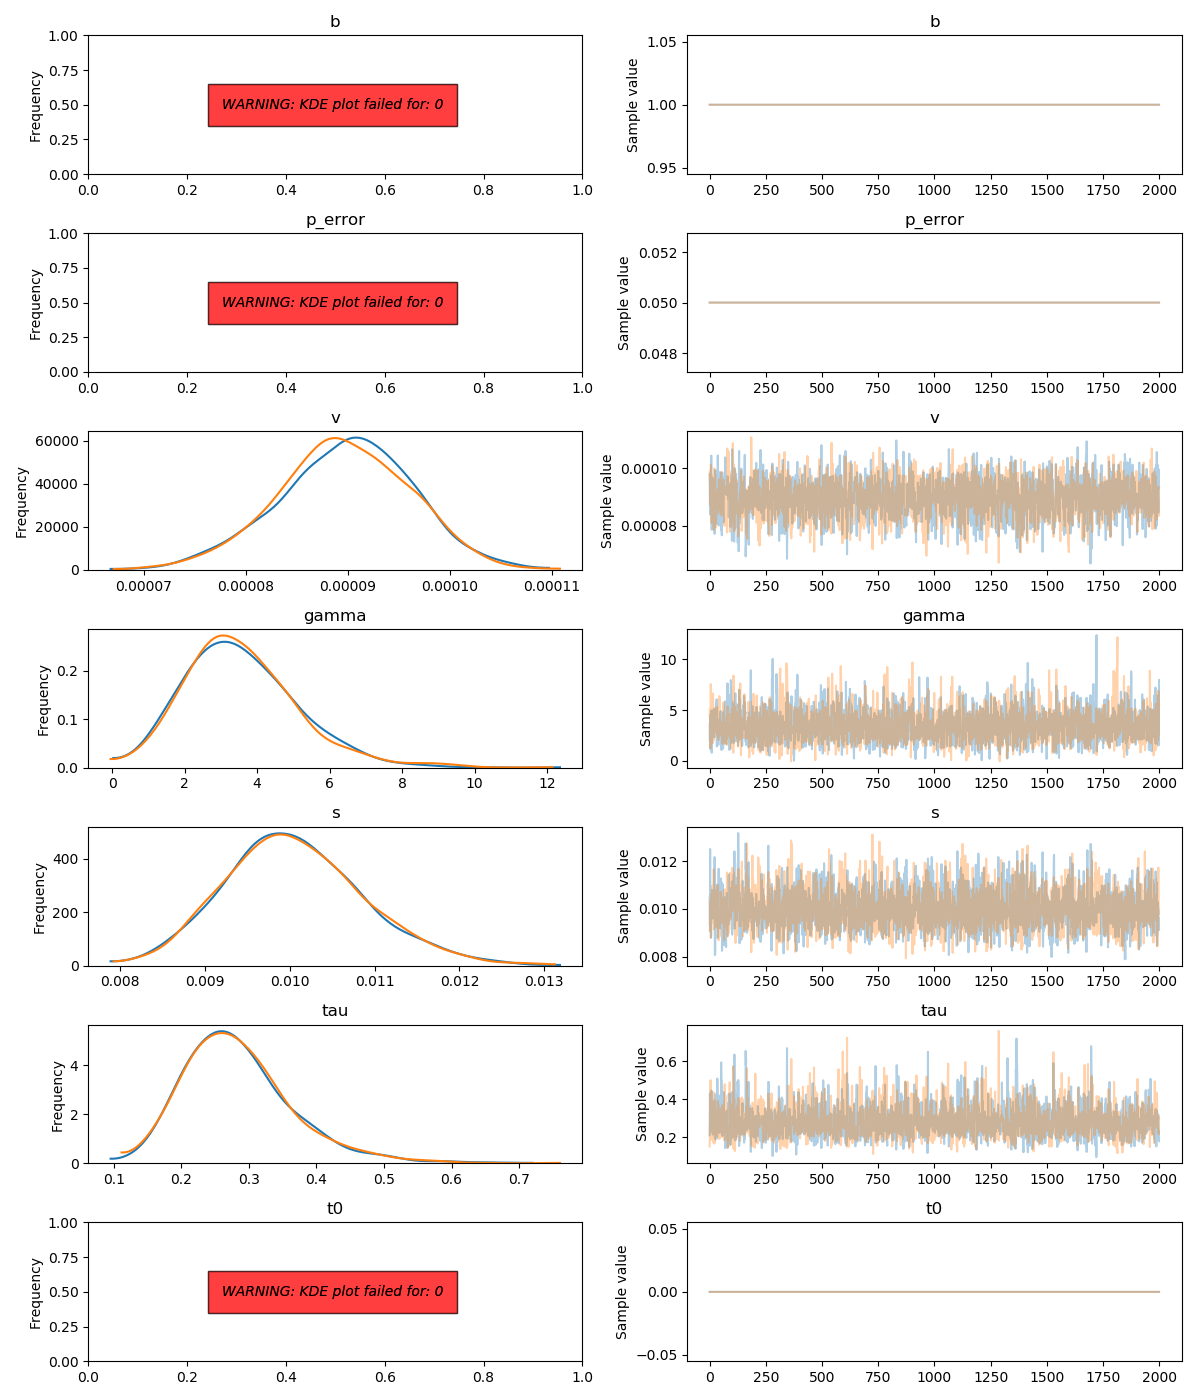 b
1.00
0.75
0.50
0.25
0.00
Frequency
WARNING: KDE plot failed for: 0
0.0 0.2 0.4 0.6 0.8 1.0
b
1.05
1.00
0.95
Sample value
0 250 500 750 1000 1250 1500 1750 2000
p_error
1.00
0.75
0.50
0.25
0.00
Frequency
WARNING: KDE plot failed for: 0
0.0 0.2 0.4 0.6 0.8 1.0
p_error
0.052
0.050
0.048
Sample value
0 250 500 750 1000 1250 1500 1750 2000
v
60000
40000
20000
0
Frequency
0.00007 0.00008 0.00009 0.00010 0.00011
v
0.00010
0.00008
Sample value
0 250 500 750 1000 1250 1500 1750 2000
gamma
0.2
0.1
0.0
Frequency
0 2 4 6 8 10 12
gamma
10
5
0
Sample value
0 250 500 750 1000 1250 1500 1750 2000
s
400
200
0
Frequency
0.008 0.009 0.010 0.011 0.012 0.013
s
0.012
0.010
0.008
Sample value
0 250 500 750 1000 1250 1500 1750 2000
tau
4
2
0
Frequency
0.1 0.2 0.3 0.4 0.5 0.6 0.7
tau
0.6
0.4
0.2
Sample value
0 250 500 750 1000 1250 1500 1750 2000
t0
1.00
0.75
0.50
0.25
0.00
Frequency
WARNING: KDE plot failed for: 0
0.0 0.2 0.4 0.6 0.8 1.0
t0
0.05
0.00
−0.05
Sample value
0 250 500 750 1000 1250 1500 1750 2000